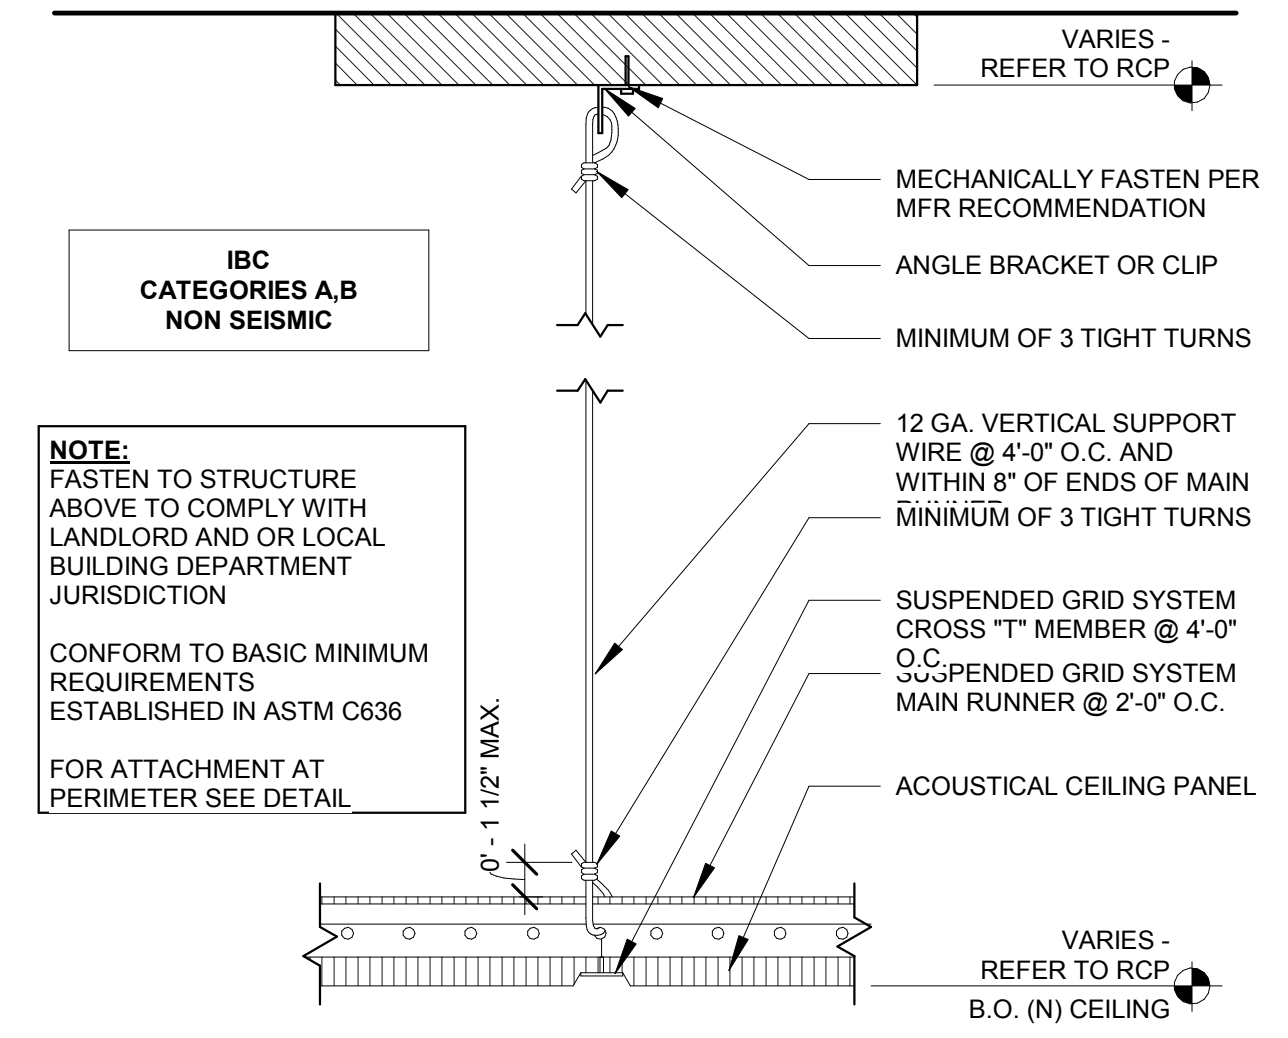 VARIES -
REFER TO RCP
MECHANICALLY FASTEN PER
MFR RECOMMENDATION
ANGLE BRACKET OR CLIP
MINIMUM OF 3 TIGHT TURNS
IBC
CATEGORIES A,B
NON SEISMIC
12 GA. VERTICAL SUPPORT
WIRE @ 4'-0" O.C. AND
WITHIN 8" OF ENDS OF MAIN
RUNNER
MINIMUM OF 3 TIGHT TURNS
SUSPENDED GRID SYSTEM
CROSS "T" MEMBER @ 4'-0"
O.C.
SUSPENDED GRID SYSTEM
MAIN RUNNER @ 2'-0" O.C.
ACOUSTICAL CEILING PANEL
NOTE:
FASTEN TO STRUCTURE
ABOVE TO COMPLY WITH
LANDLORD AND OR LOCAL
BUILDING DEPARTMENT
JURISDICTION
CONFORM TO BASIC MINIMUM
REQUIREMENTS
ESTABLISHED IN ASTM C636
FOR ATTACHMENT AT
PERIMETER SEE DETAIL
0' - 1 1/2" MAX.
VARIES -
REFER TO RCP
B.O. (N) CEILING